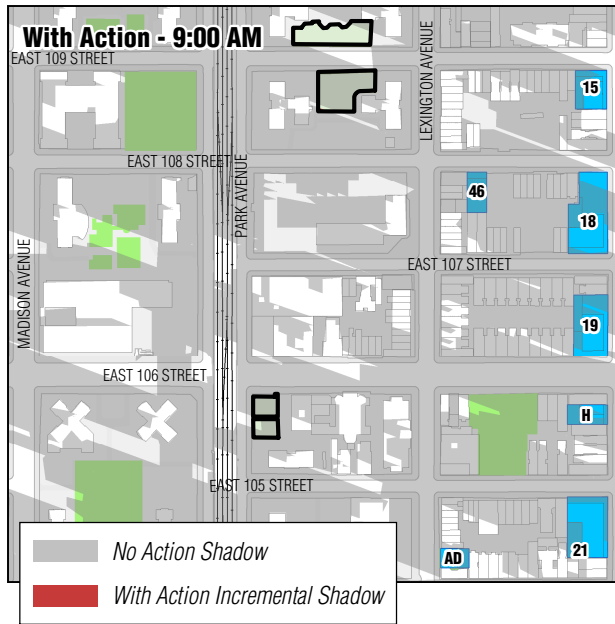 With Action - 9:00 AM
EAST 109 STREET
LEXINGTON AVENUE
15
EAST 108 STREET
PARK AVENUE
46
18
MADISON AVENUE
EAST 107 STREET
19
EAST 106 STREET
H
EAST 105 STREET
AD
21
No Action Shadow
With Action Incremental Shadow